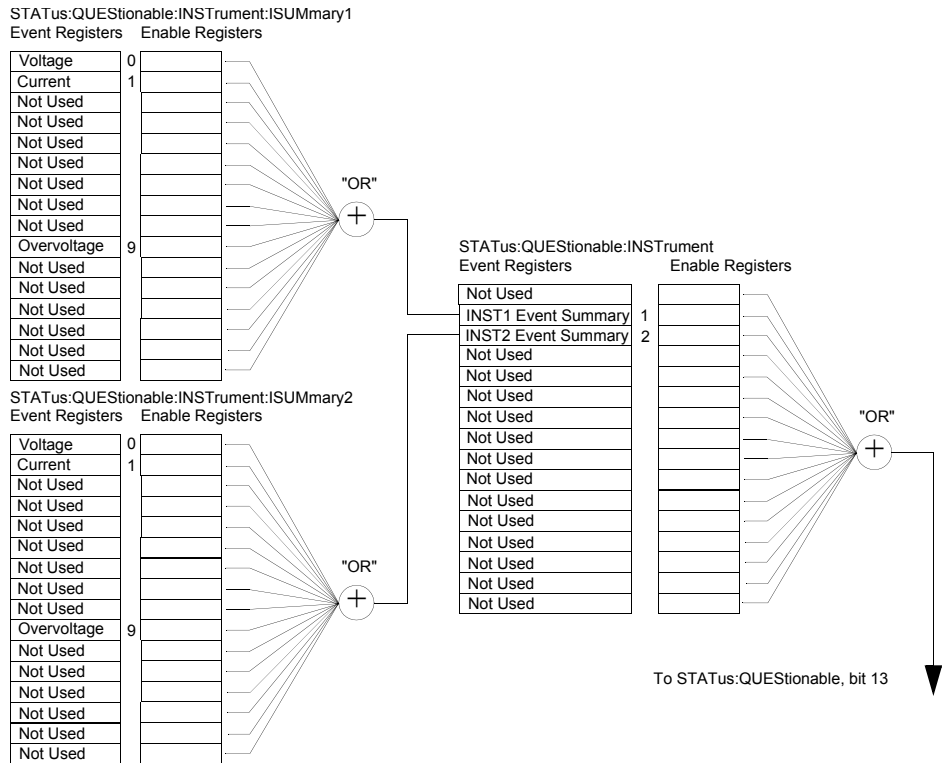 STATus:QUEStionable:INSTrument:ISUMmary1
Event Registers Enable Registers
Voltage 0
Current 1
Not Used
Not Used
Not Used
Not Used
Not Used
Not Used
Not Used
Overvoltage 9
Not Used
Not Used
Not Used
Not Used
Not Used
Not Used
"OR"
+
STATus:QUEStionable:INSTrument:ISUMmary2
Event Registers Enable Registers
Voltage 0
Current 1
Not Used
Not Used
Not Used
Not Used
Not Used
Not Used
Not Used
Overvoltage 9
Not Used
Not Used
Not Used
Not Used
Not Used
Not Used
"OR"
+
STATus:QUEStionable:INSTrument
Event Registers Enable Registers
Not Used
INST1 Event Summary 1
INST2 Event Summary 2
Not Used
Not Used
Not Used
Not Used
Not Used
Not Used
Not Used
Not Used
Not Used
Not Used
Not Used
Not Used
Not Used
"OR"
+
To STATus:QUEStionable, bit 13